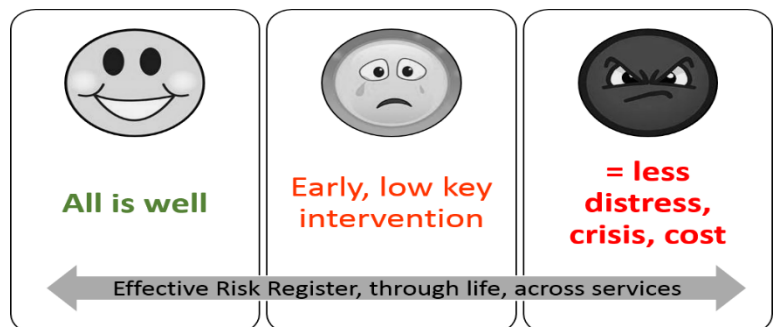 All is well
Early, low key
intervention
= less
distress,
crisis, cost
Effective Risk Register, through life, across services